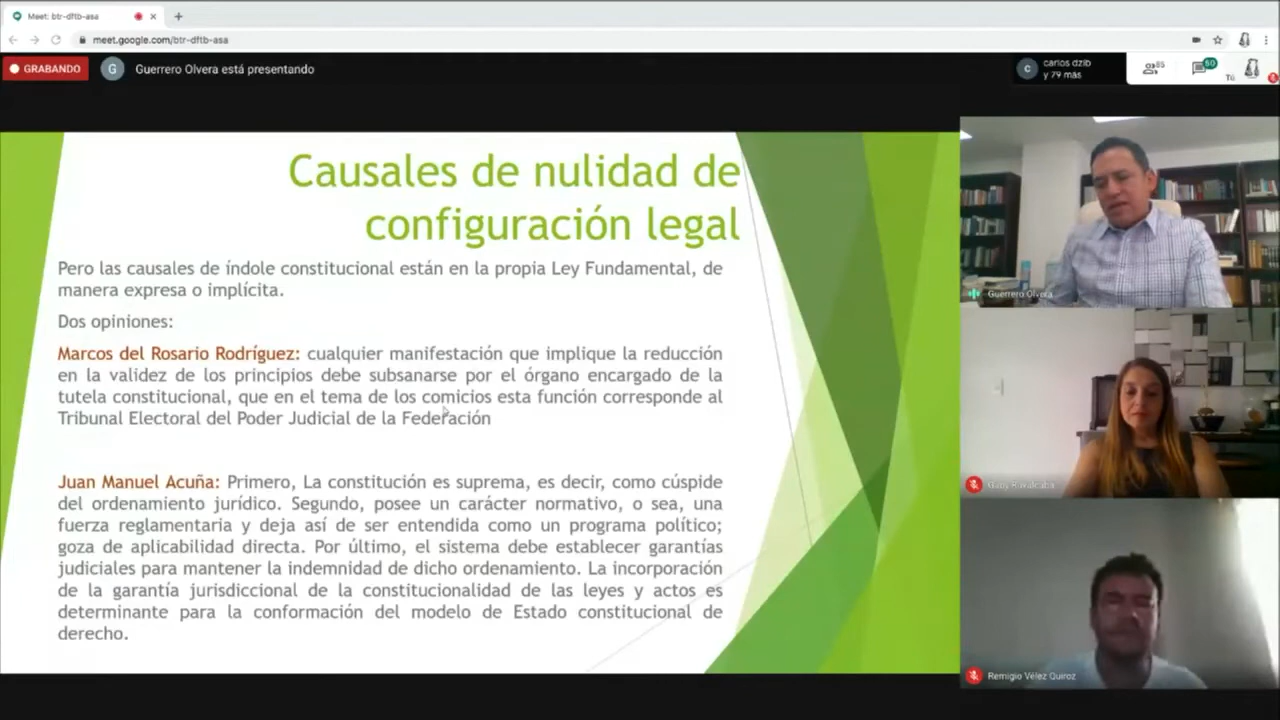 Meet: btr-dftb-asa
meet.google.com/btr-dftb-asa
GRABANDO
G
Guerrero Olvera está presentando
c
carlos dzib
y 79 más
85
60
Tú
Causales de nulidad de
configuración legal
Pero las causales de índole constitucional están en la propia Ley Fundamental, de
manera expresa o implícita.
Dos opiniones:
Marcos del Rosario Rodríguez: cualquier manifestación que implique la reducción
en la validez de los principios debe subsanarse por el órgano encargado de la
tutela constitucional, que en el tema de los comicios esta función corresponde al
Tribunal Electoral del Poder Judicial de la Federación
Juan Manuel Acuña: Primero, La constitución es suprema, es decir, como cúspide
del ordenamiento jurídico. Segundo, posee un carácter normativo, o sea, una
fuerza reglamentaria y deja así de ser entendida como un programa político;
goza de aplicabilidad directa. Por último, el sistema debe establecer garantías
judiciales para mantener la indemnidad de dicho ordenamiento. La incorporación
de la garantía jurisdiccional de la constitucionalidad de las leyes y actos es
determinante para la conformación del modelo de Estado constitucional de
derecho.
Guerrero Olvera
Gaby Ruvalcaba
Remigio Vélez Quiroz